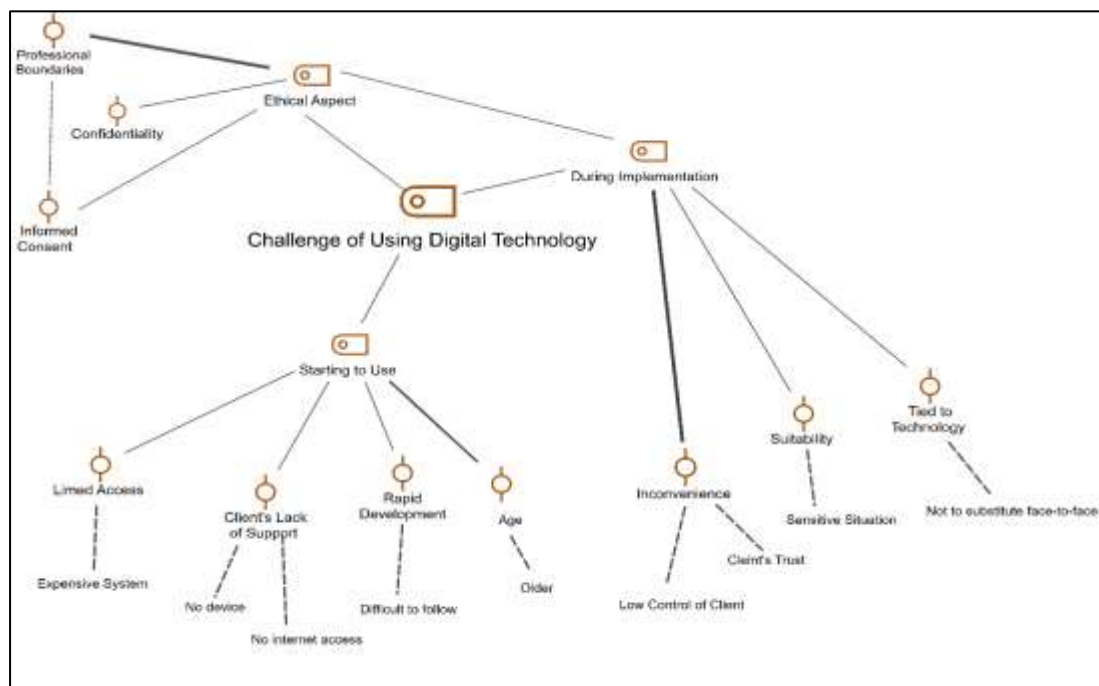 Professional
Boundaries
Ethical Aspect
Confidentiality
During Implementation
Informed
Consent
Challenge of Using Digital Technology
Starting to Use
Tied to
Technology
Suitability
Limed Access
Rapid
Development
Inconvenience
Client's Lack
of Support
Age
Not to substitute face-to-face
Sensitive Situation
Cleint's Trust
Expensive System
Older
No device
Difficult to follow
Low Control of Client
No internet access